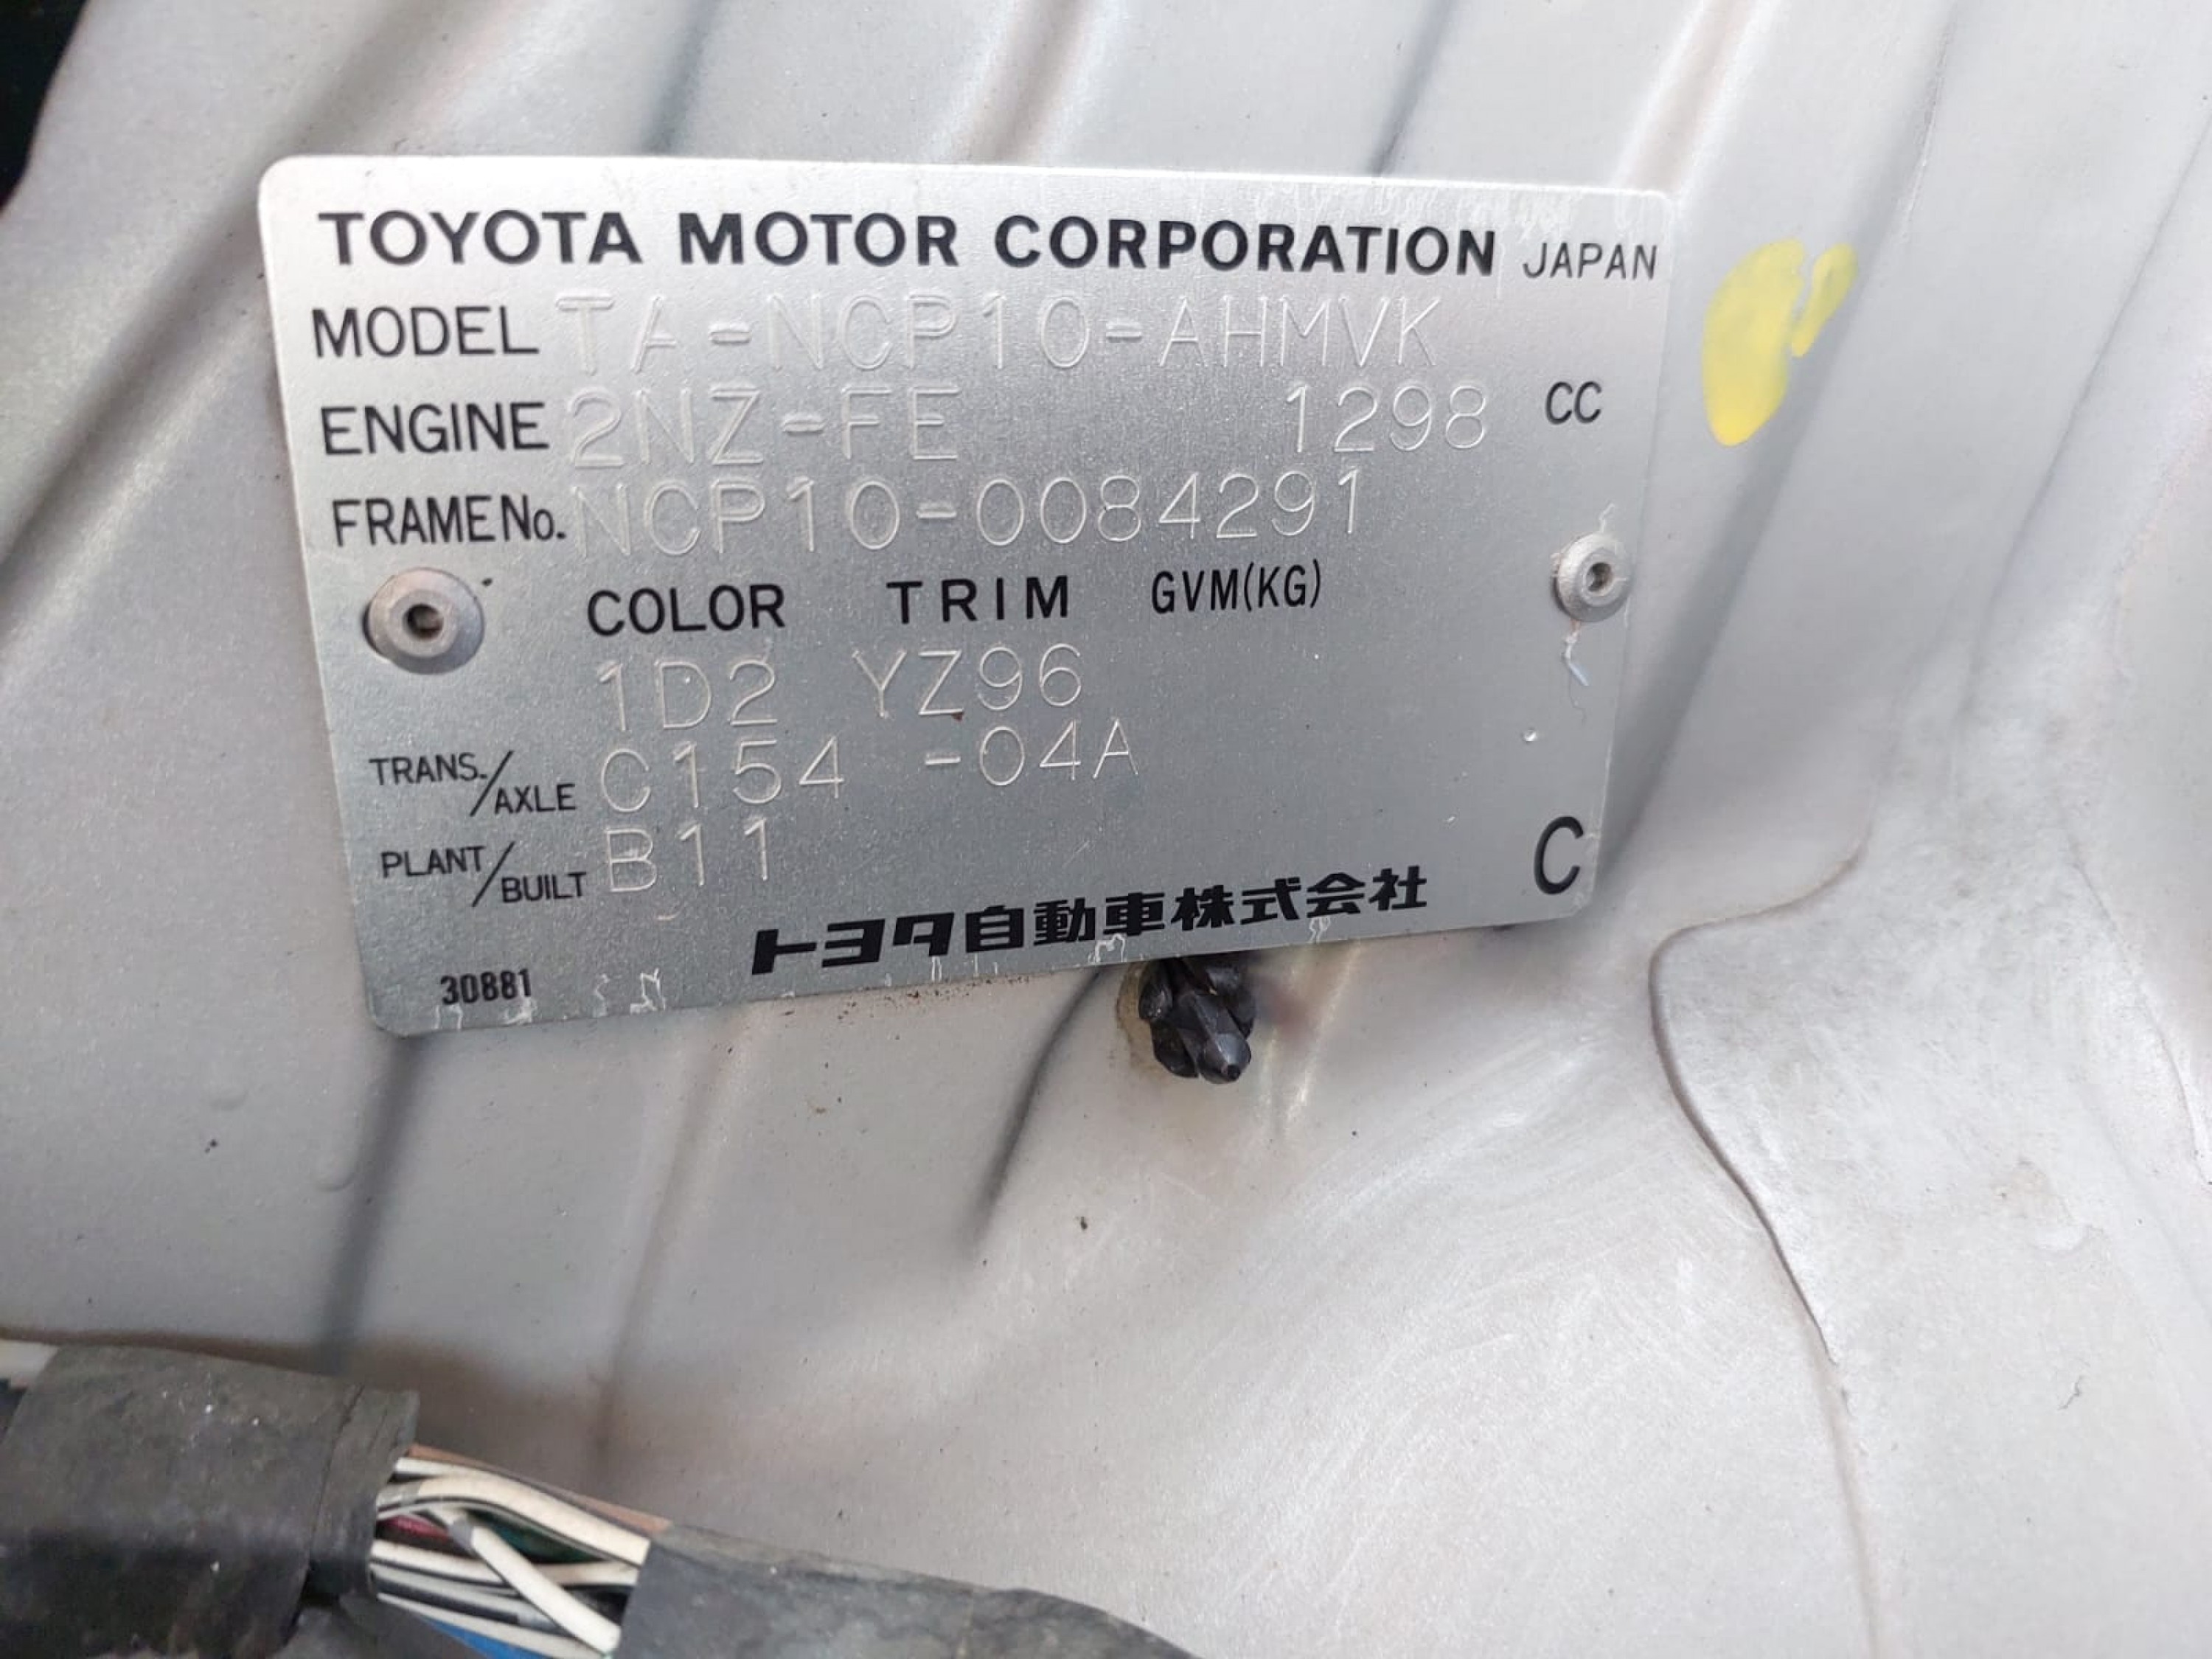 TOYOTA MOTOR CORPORATION JAPAN
MODEL TA-NCP10-AHMVK
ENGINE 2NZ-FE 1298 CC
FRAME No. NCP10-0084291
COLOR TRIM GVM(KG)
1D2 YZ96
TRANS./AXLE C154 -04A
PLANT/BUILT B11
C
トヨタ自動車株式会社
30881